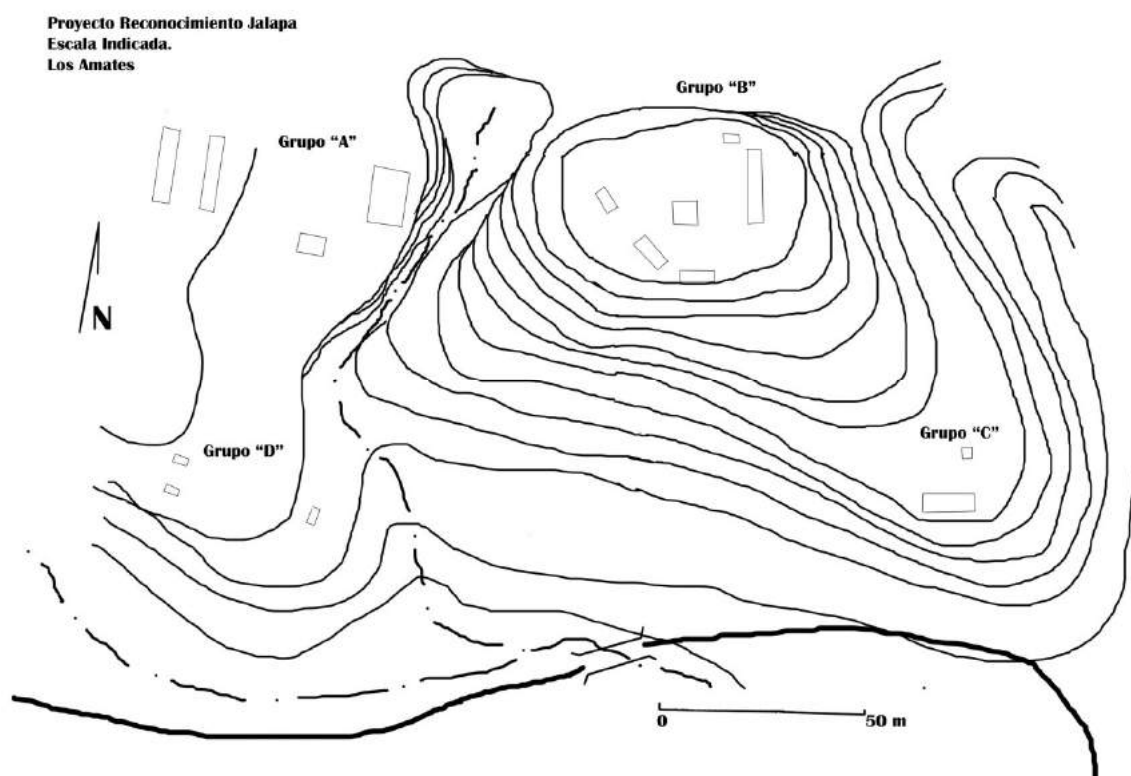 Proyecto Reconocimiento Jalapa
Escala Indicada.
Los Amates
Grupo "B"
Grupo "A"
N
Grupo "C"
Grupo "D"
0 50 m